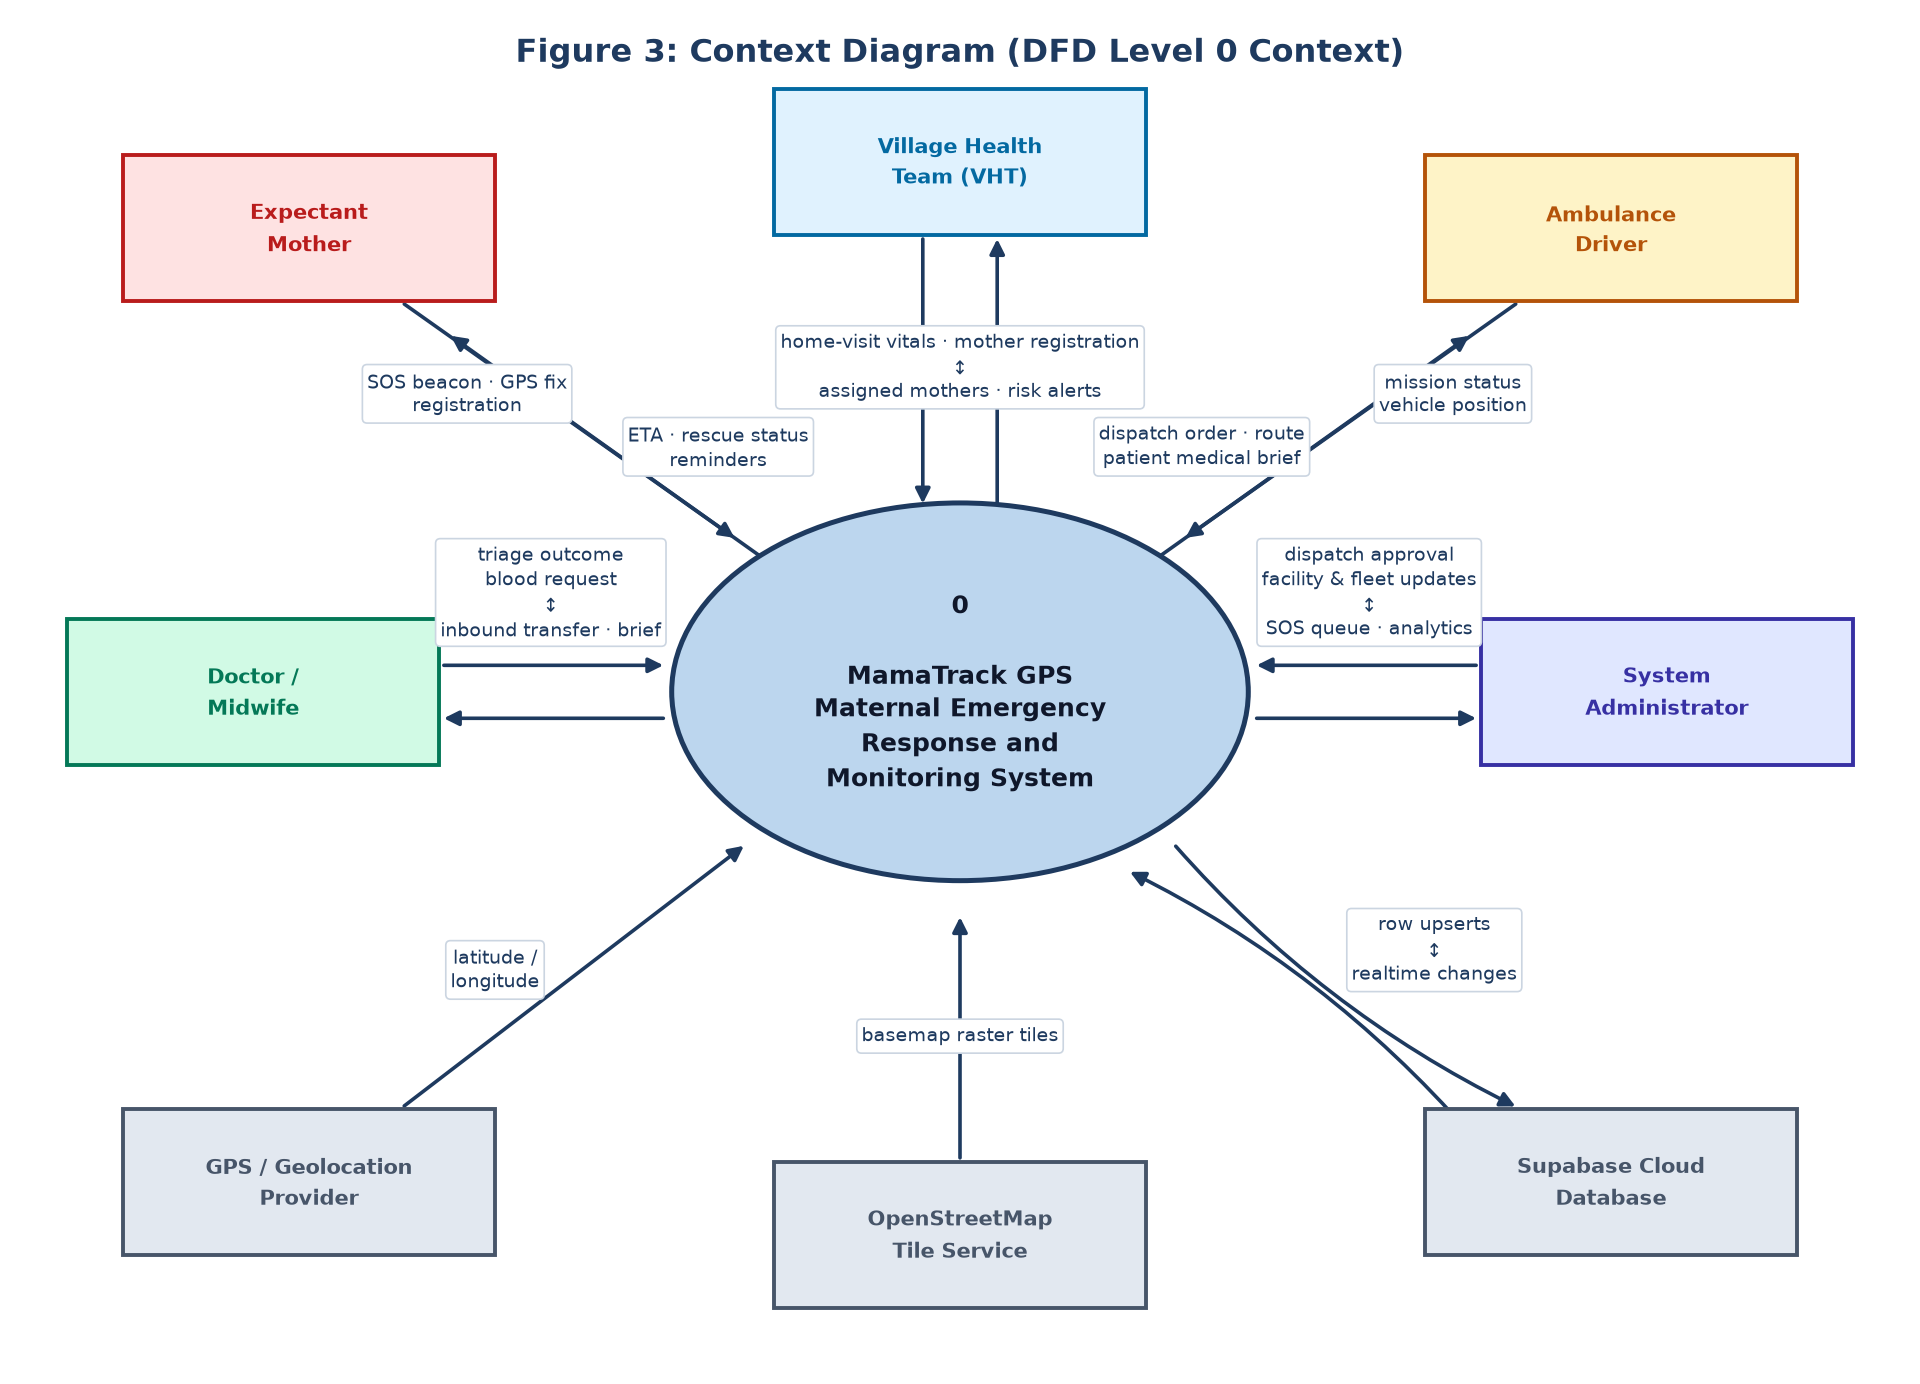 Figure 3: Context Diagram (DFD Level 0 Context)
Village Health
Team (VHT)
Expectant
Mother
Ambulance
Driver
home-visit vitals · mother registration
↕
assigned mothers · risk alerts
SOS beacon · GPS fix
registration
mission status
vehicle position
ETA · rescue status
reminders
dispatch order · route
patient medical brief
triage outcome
blood request
↕
inbound transfer · brief
dispatch approval
facility & fleet updates
↕
SOS queue · analytics
0
MamaTrack GPS
Maternal Emergency
Response and
Monitoring System
Doctor /
Midwife
System
Administrator
latitude /
longitude
row upserts
↕
realtime changes
basemap raster tiles
GPS / Geolocation
Provider
OpenStreetMap
Tile Service
Supabase Cloud
Database